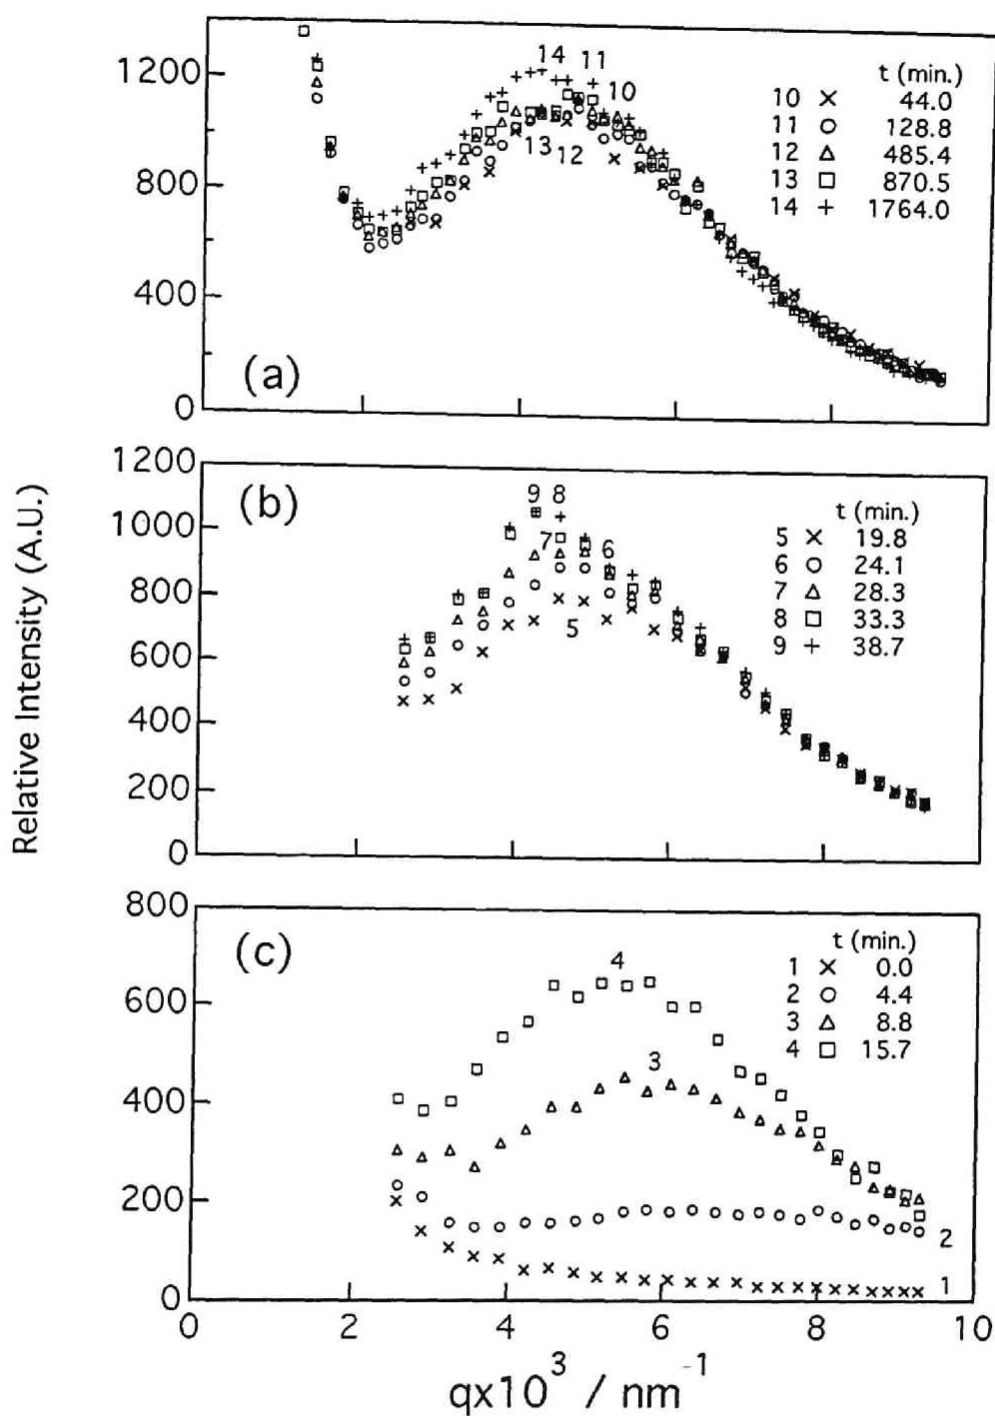 Relative Intensity (A.U.)
1200
800
400
0
(a)
14
11
10
13
12
t (min.)
10 × 44.0
11 ○ 128.8
12 △ 485.4
13 □ 870.5
14 + 1764.0
1200
1000
800
600
400
200
0
(b)
9 8
7
6
5
t (min.)
5 × 19.8
6 ○ 24.1
7 △ 28.3
8 □ 33.3
9 + 38.7
800
600
400
200
0
(c)
4
3
2
1
t (min.)
1 × 0.0
2 ○ 4.4
3 △ 8.8
4 □ 15.7
2 4 6 8 10
qx10³ / nm⁻¹